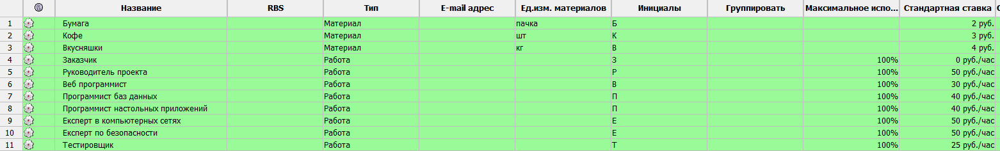 Название RBS Тип E-mail адрес Ед.изм. материалов Инициалы Группировать Максимальное испо... Стандартная ставка
1 Бумага Материал пачка Б 2 руб.
2 Кофе Материал шт К 3 руб.
3 Вкусняшки Материал кг В 4 руб.
4 Заказчик Работа З 100% 0 руб./час
5 Руководитель проекта Работа Р 100% 50 руб./час
6 Веб программист Работа В 100% 30 руб./час
7 Программист баз данных Работа П 100% 40 руб./час
8 Программист настольных приложений Работа П 100% 40 руб./час
9 Експерт в компьютерных сетях Работа Е 100% 50 руб./час
10 Експерт по безопасности Работа Е 100% 50 руб./час
11 Тестировщик Работа Т 100% 25 руб./час